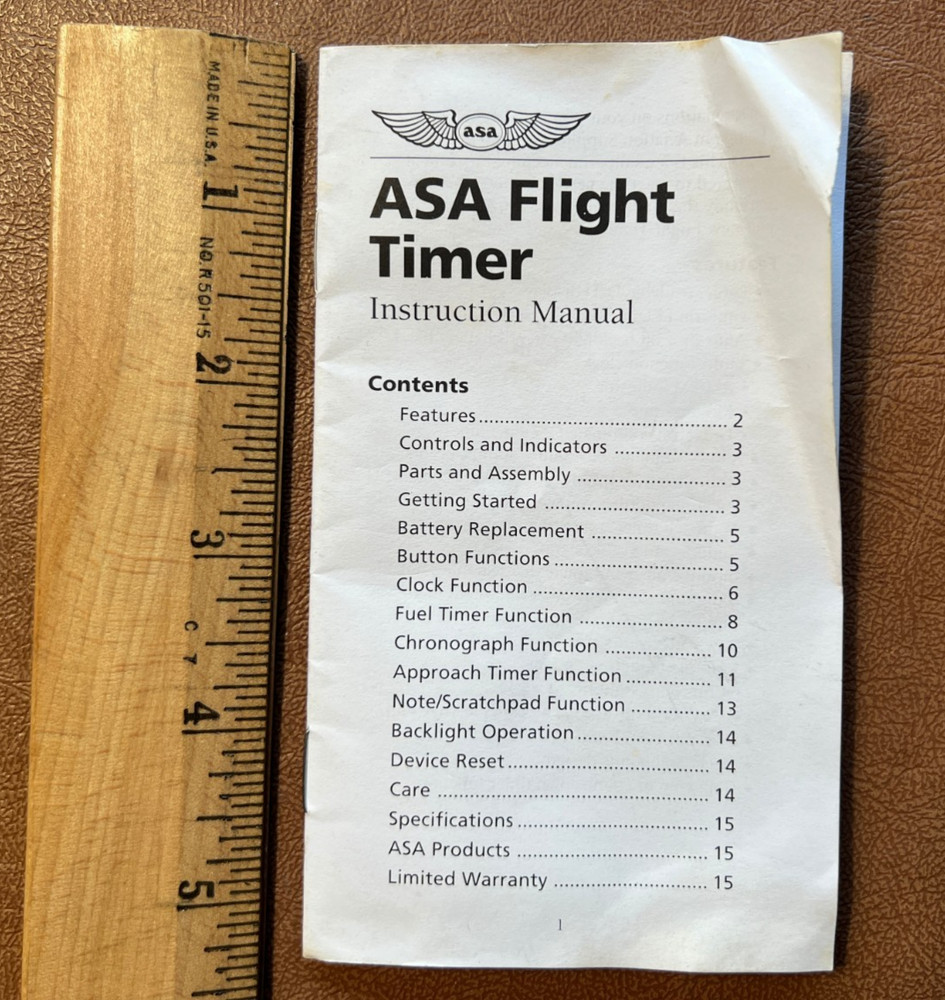 MADE IN U.S.A.
1
NO. R501-15
2
3
C T
4
5
asa
ASA Flight
Timer
Instruction Manual
Contents
Features .......... 2
Controls and Indicators .......... 3
Parts and Assembly .......... 3
Getting Started .......... 3
Battery Replacement .......... 5
Button Functions .......... 5
Clock Function .......... 6
Fuel Timer Function .......... 8
Chronograph Function .......... 10
Approach Timer Function .......... 11
Note/Scratchpad Function .......... 13
Backlight Operation .......... 14
Device Reset .......... 14
Care .......... 14
Specifications .......... 15
ASA Products .......... 15
Limited Warranty .......... 15
1